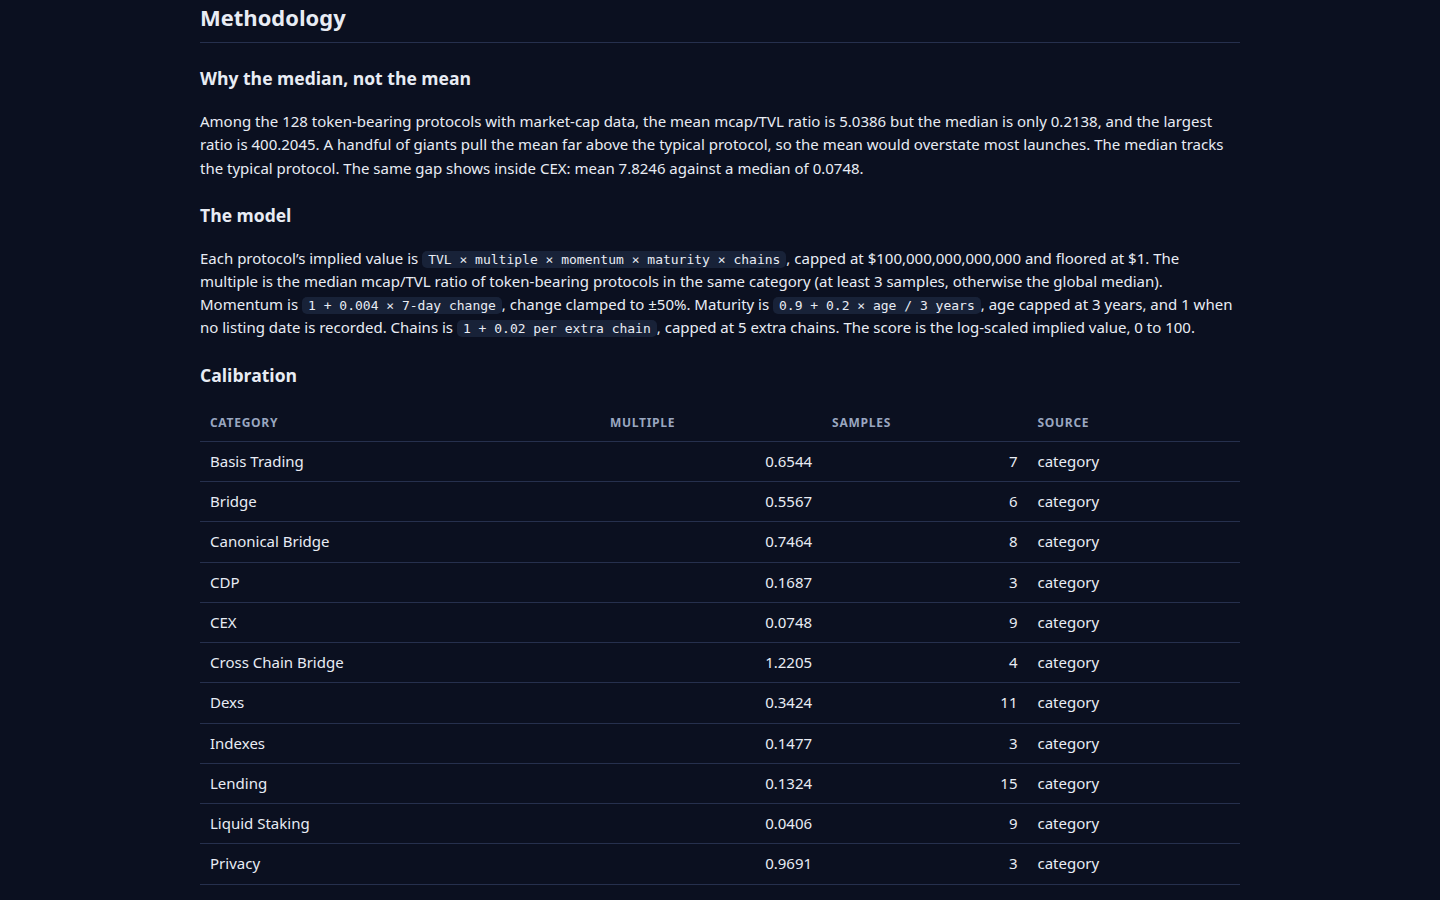 Methodology
Why the median, not the mean
Among the 128 token-bearing protocols with market-cap data, the mean mcap/TVL ratio is 5.0386 but the median is only 0.2138, and the largest
ratio is 400.2045. A handful of giants pull the mean far above the typical protocol, so the mean would overstate most launches. The median tracks
the typical protocol. The same gap shows inside CEX: mean 7.8246 against a median of 0.0748.
The model
Each protocol's implied value is TVL × multiple × momentum × maturity × chains, capped at $100,000,000,000,000 and floored at $1. The
multiple is the median mcap/TVL ratio of token-bearing protocols in the same category (at least 3 samples, otherwise the global median).
Momentum is 1 + 0.004 × 7-day change, change clamped to ±50%. Maturity is 0.9 + 0.2 × age / 3 years, age capped at 3 years, and 1 when
no listing date is recorded. Chains is 1 + 0.02 per extra chain, capped at 5 extra chains. The score is the log-scaled implied value, 0 to 100.
Calibration
CATEGORY MULTIPLE SAMPLES SOURCE
Basis Trading 0.6544 7 category
Bridge 0.5567 6 category
Canonical Bridge 0.7464 8 category
CDP 0.1687 3 category
CEX 0.0748 9 category
Cross Chain Bridge 1.2205 4 category
Dexs 0.3424 11 category
Indexes 0.1477 3 category
Lending 0.1324 15 category
Liquid Staking 0.0406 9 category
Privacy 0.9691 3 category